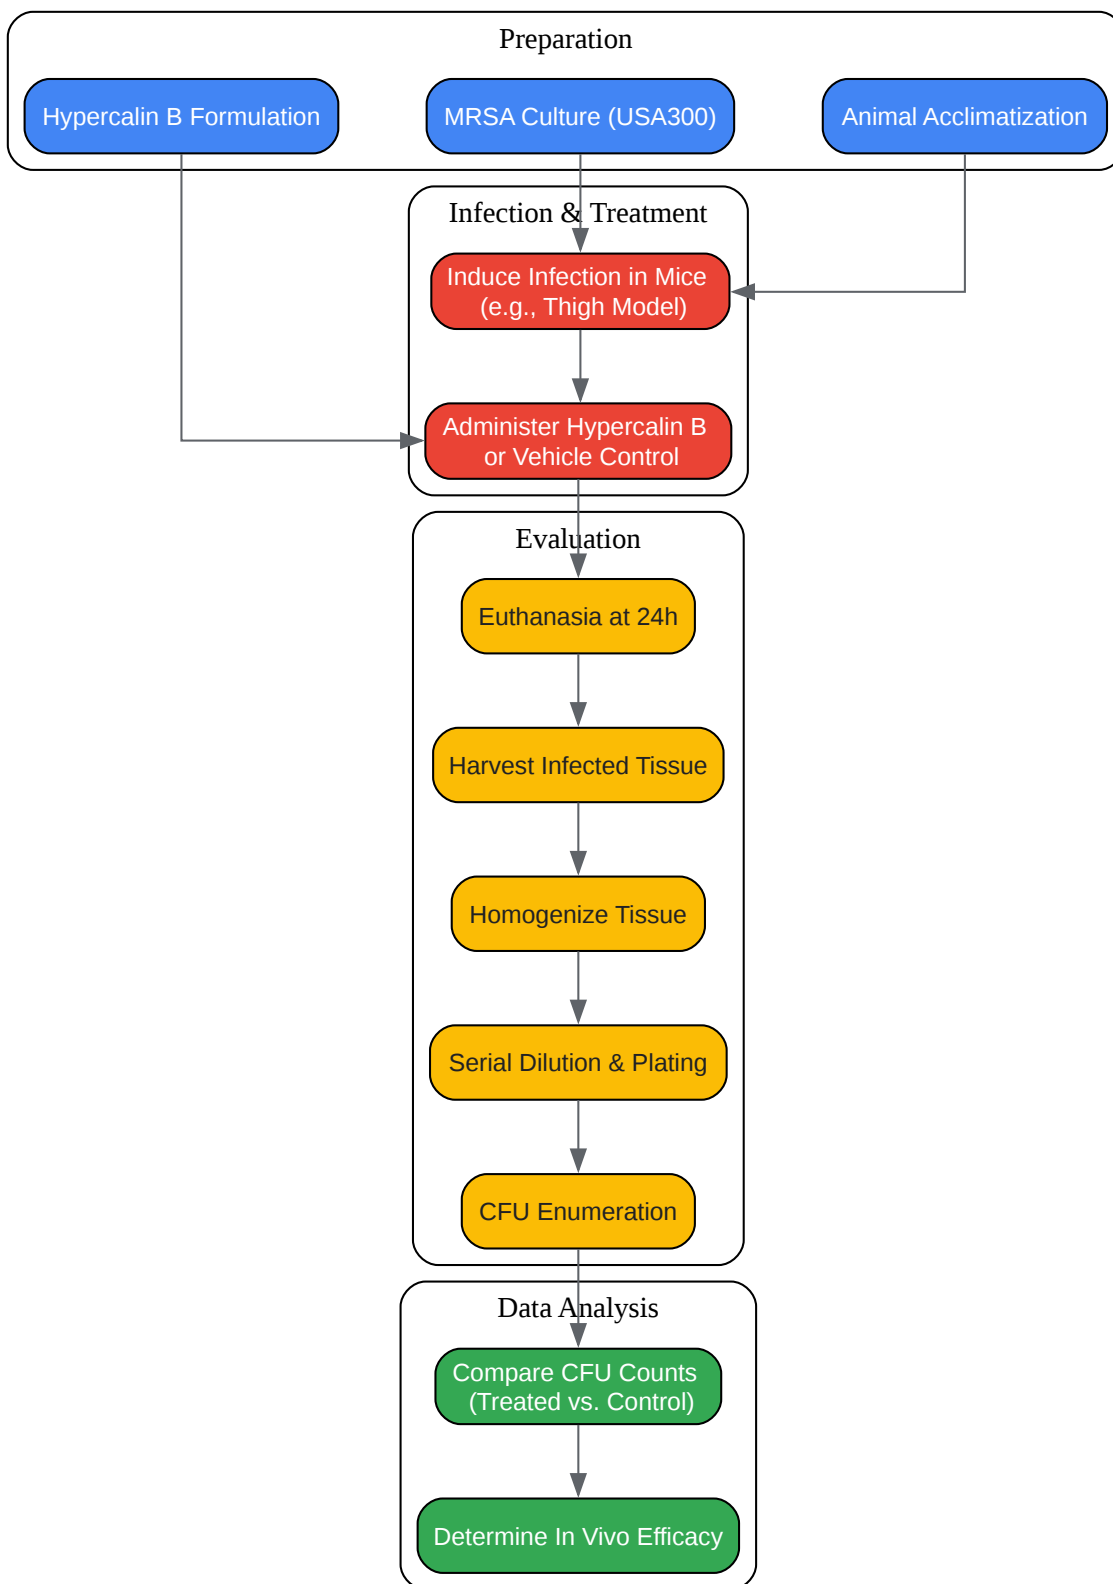 Preparation
Hypercalin B Formulation
MRSA Culture (USA300)
Animal Acclimatization
Infection & Treatment
Induce Infection in Mice
(e.g., Thigh Model)
Administer Hypercalin B
or Vehicle Control
Evaluation
Euthanasia at 24h
Harvest Infected Tissue
Homogenize Tissue
Serial Dilution & Plating
CFU Enumeration
Data Analysis
Compare CFU Counts
(Treated vs. Control)
Determine In Vivo Efficacy